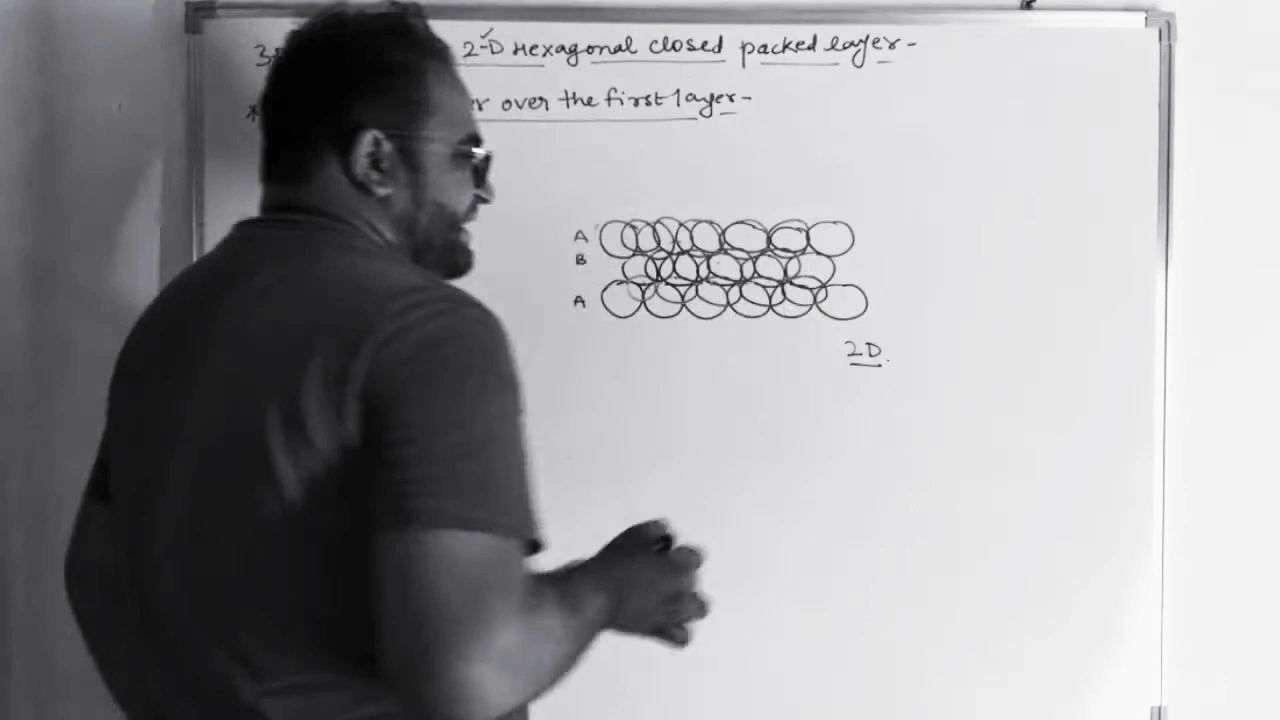 2-D Hexagonal closed packed layer-
over the first layer-
A
B
A
2D.